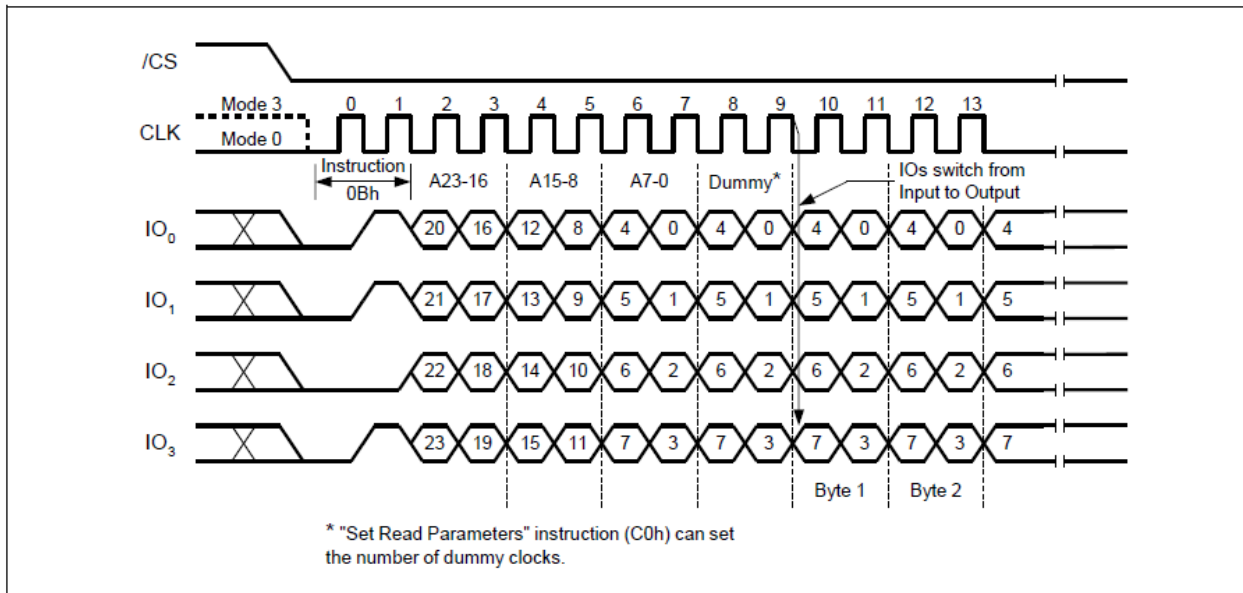 /CS
Mode 3 0 1 2 3 4 5 6 7 8 9 10 11 12 13
CLK Mode 0
Instruction
0Bh A23-16 A15-8 A7-0 Dummy*
IOs switch from
Input to Output
IO0 20 16 12 8 4 0 4 0 4 0 4 0 4
IO1 21 17 13 9 5 1 5 1 5 1 5 1 5
IO2 22 18 14 10 6 2 6 2 6 2 6 2 6
IO3 23 19 15 11 7 3 7 3 7 3 7 3 7
Byte 1 Byte 2
* "Set Read Parameters" instruction (C0h) can set
the number of dummy clocks.